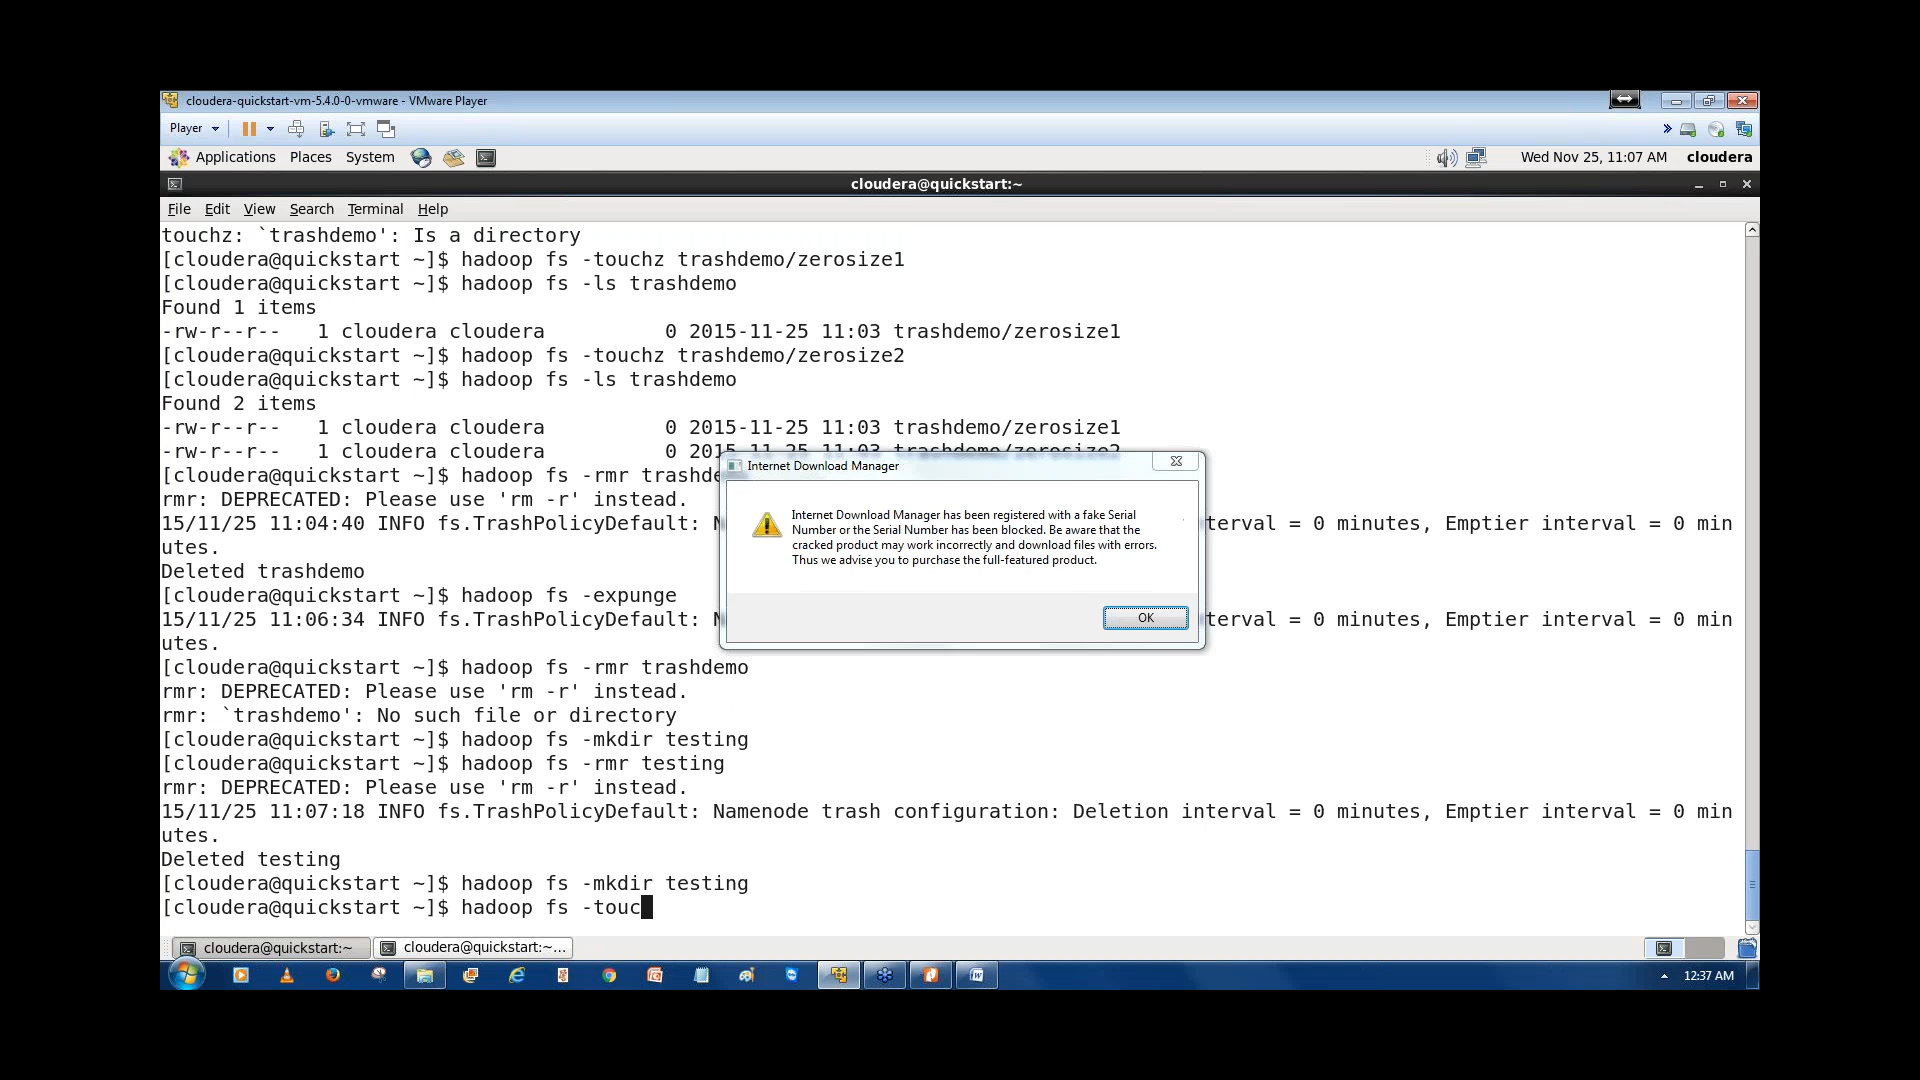 cloudera-quickstart-vm-5.4.0-0-vmware - VMware Player
Player
Applications Places System Wed Nov 25, 11:07 AM cloudera
cloudera@quickstart:~
File Edit View Search Terminal Help
touchz: `trashdemo': Is a directory
[cloudera@quickstart ~]$ hadoop fs -touchz trashdemo/zerosize1
[cloudera@quickstart ~]$ hadoop fs -ls trashdemo
Found 1 items
-rw-r--r--   1 cloudera cloudera          0 2015-11-25 11:03 trashdemo/zerosize1
[cloudera@quickstart ~]$ hadoop fs -touchz trashdemo/zerosize2
[cloudera@quickstart ~]$ hadoop fs -ls trashdemo
Found 2 items
-rw-r--r--   1 cloudera cloudera          0 2015-11-25 11:03 trashdemo/zerosize1
-rw-r--r--   1 cloudera cloudera          0 2015-11-25 11:03 trashdemo/zerosize2
[cloudera@quickstart ~]$ hadoop fs -rmr trashde
rmr: DEPRECATED: Please use 'rm -r' instead.
15/11/25 11:04:40 INFO fs.TrashPolicyDefault: N terval = 0 minutes, Emptier interval = 0 min
utes.
Deleted trashdemo
[cloudera@quickstart ~]$ hadoop fs -expunge
15/11/25 11:06:34 INFO fs.TrashPolicyDefault: N terval = 0 minutes, Emptier interval = 0 min
utes.
[cloudera@quickstart ~]$ hadoop fs -rmr trashdemo
rmr: DEPRECATED: Please use 'rm -r' instead.
rmr: `trashdemo': No such file or directory
[cloudera@quickstart ~]$ hadoop fs -mkdir testing
[cloudera@quickstart ~]$ hadoop fs -rmr testing
rmr: DEPRECATED: Please use 'rm -r' instead.
15/11/25 11:07:18 INFO fs.TrashPolicyDefault: Namenode trash configuration: Deletion interval = 0 minutes, Emptier interval = 0 min
utes.
Deleted testing
[cloudera@quickstart ~]$ hadoop fs -mkdir testing
[cloudera@quickstart ~]$ hadoop fs -touc
Internet Download Manager
Internet Download Manager has been registered with a fake Serial
Number or the Serial Number has been blocked. Be aware that the
cracked product may work incorrectly and download files with errors.
Thus we advise you to purchase the full-featured product.
OK
cloudera@quickstart:~ cloudera@quickstart:~...
12:37 AM